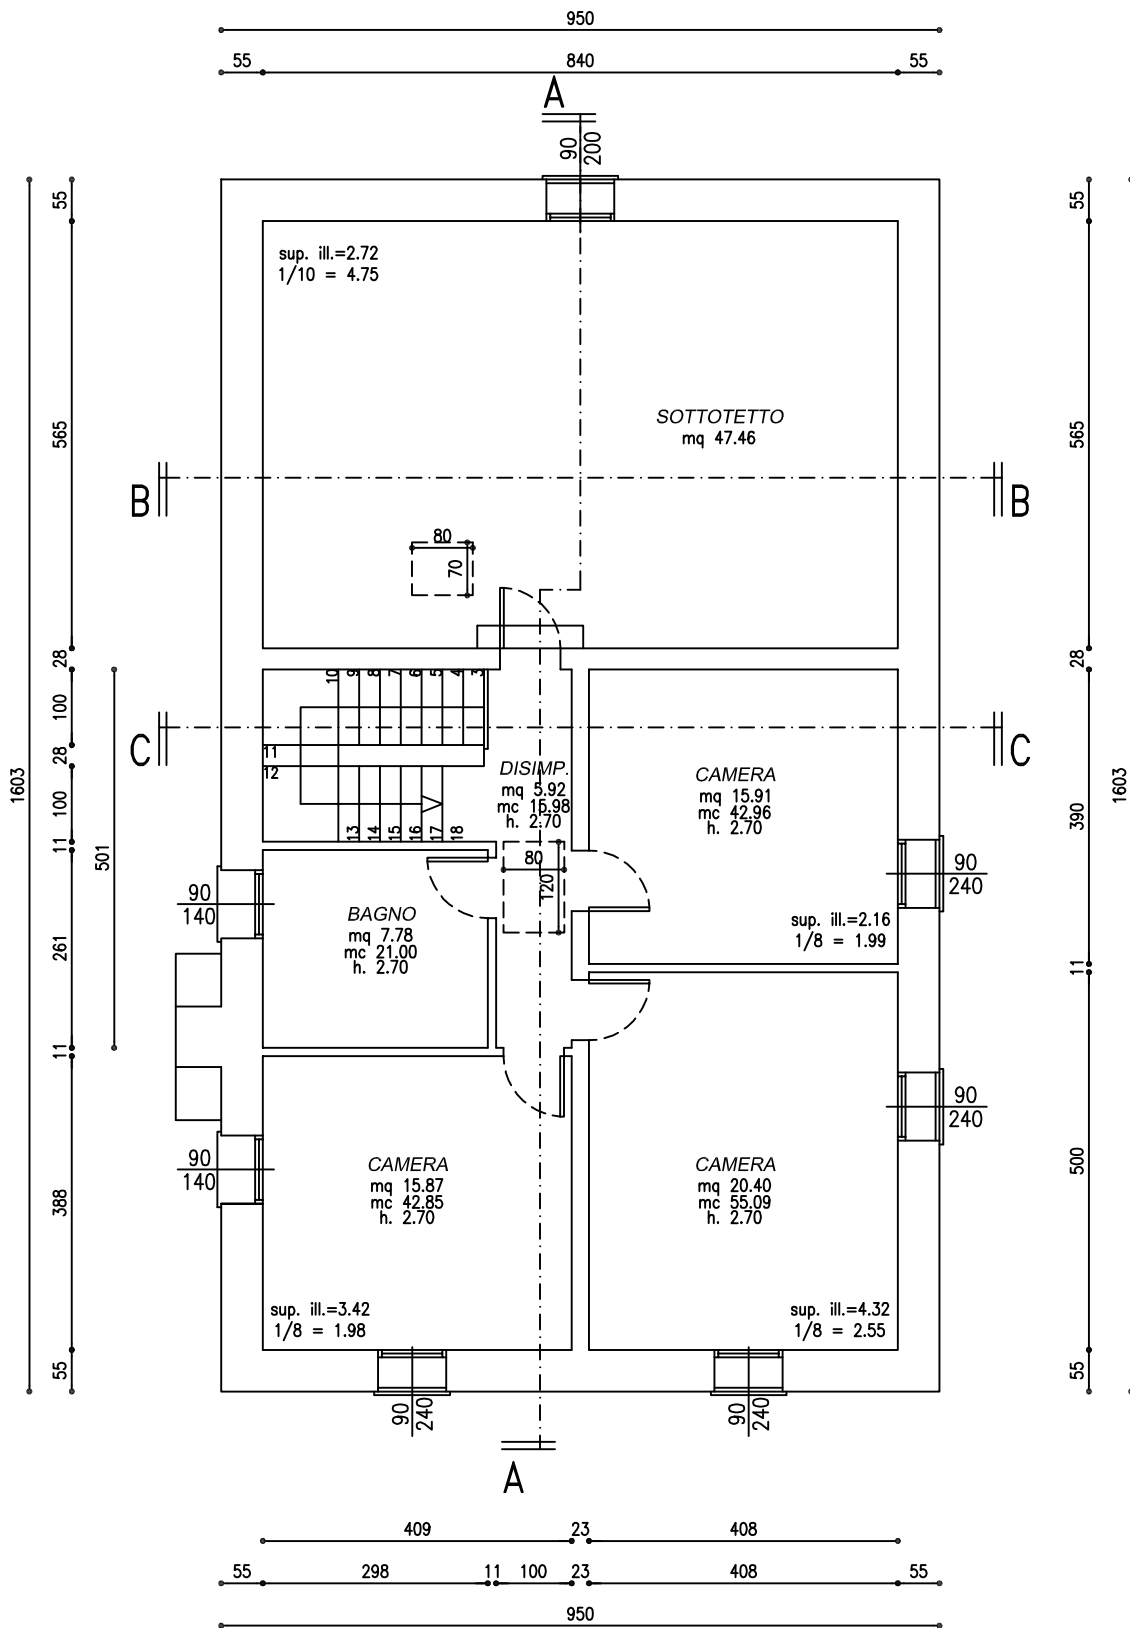 950
55
840
55
A
90
200
55
55
sup. ill.=2.72
1/10 = 4.75
565
565
SOTTOTETTO
mq 47.46
B
B
80
70
28
28
10
9
8
7
6
5
4
3
100
C
C
11
12
28
DISIMP.
mq 5.92
mc 15.98
h. 2.70
CAMERA
mq 15.91
mc 42.96
h. 2.70
1603
1603
100
390
13
14
15
16
17
18
11
501
80
120
90
240
90
140
BAGNO
mq 7.78
mc 21.00
h. 2.70
sup. ill.=2.16
1/8 = 1.99
261
11
11
90
240
90
140
CAMERA
mq 15.87
mc 42.85
h. 2.70
CAMERA
mq 20.40
mc 55.09
h. 2.70
388
500
sup. ill.=3.42
1/8 = 1.98
sup. ill.=4.32
1/8 = 2.55
55
55
90
240
90
240
A
409
23
408
55
298
11
100
23
408
55
950